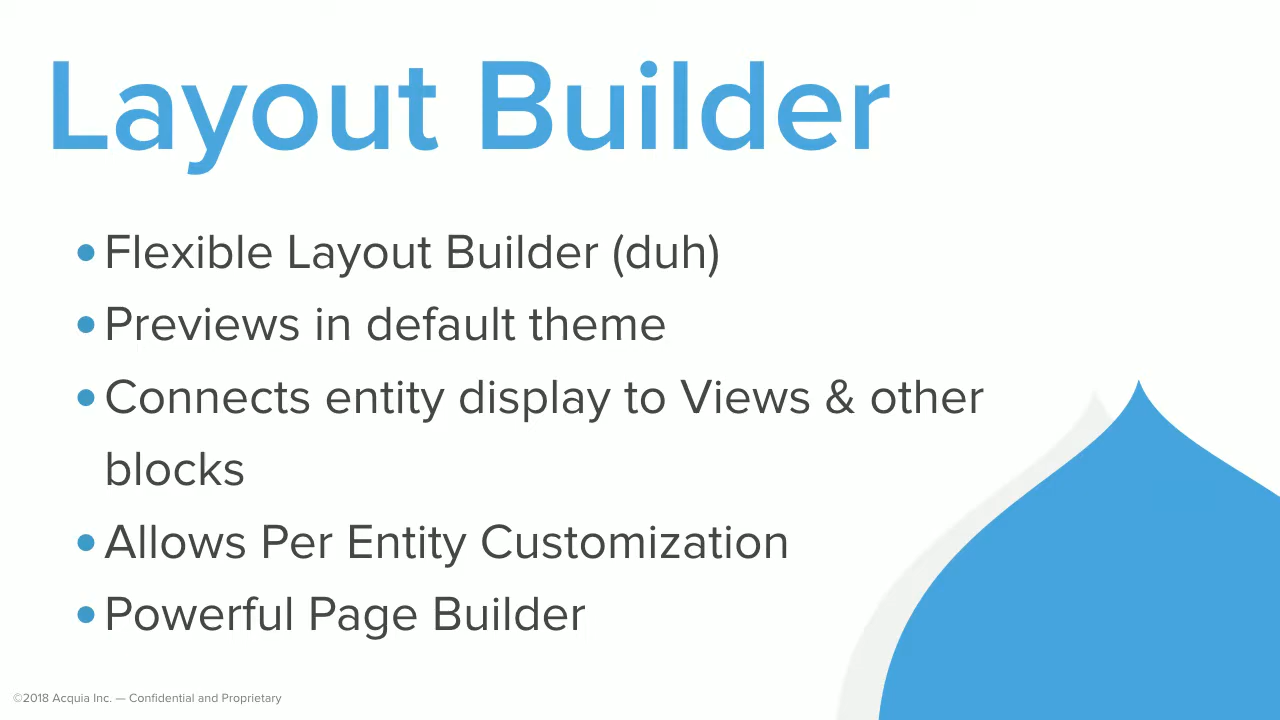 Layout Builder
•Flexible Layout Builder (duh)
•Previews in default theme
•Connects entity display to Views & other
blocks
•Allows Per Entity Customization
•Powerful Page Builder
©2018 Acquia Inc. — Confidential and Proprietary